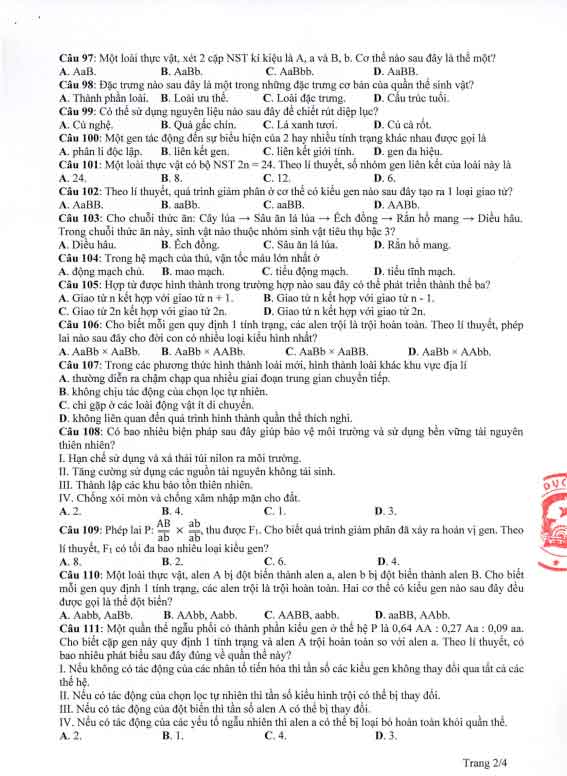 Câu 97: Một loài thực vật, xét 2 cặp NST kí kiệu là A, a và B, b. Cơ thể nào sau đây là thể một?
A. AaB. B. AaBb. C. AaBbb. D. AaBB.
Câu 98: Đặc trưng nào sau đây là một trong những đặc trưng cơ bản của quần thể sinh vật?
A. Thành phần loài. B. Loài ưu thế. C. Loài đặc trưng. D. Cấu trúc tuổi.
Câu 99: Có thể sử dụng nguyên liệu nào sau đây để chiết rút diệp lục?
A. Củ nghệ. B. Quả gấc chín. C. Lá xanh tươi. D. Củ cà rốt.
Câu 100: Một gen tác động đến sự biểu hiện của 2 hay nhiều tính trạng khác nhau được gọi là
A. phân li độc lập. B. liên kết gen. C. liên kết giới tính. D. gen đa hiệu.
Câu 101: Một loài thực vật có bộ NST 2n = 24. Theo lí thuyết, số nhóm gen liên kết của loài này là
A. 24. B. 8. C. 12. D. 6.
Câu 102: Theo lí thuyết, quá trình giảm phân ở cơ thể có kiểu gen nào sau đây tạo ra 1 loại giao tử?
A. AaBB. B. aaBb. C. aaBB. D. AABb.
Câu 103: Cho chuỗi thức ăn: Cây lúa → Sâu ăn lá lúa → Ếch đồng → Rắn hổ mang → Diều hâu.
Trong chuỗi thức ăn này, sinh vật nào thuộc nhóm sinh vật tiêu thụ bậc 3?
A. Diều hâu. B. Ếch đồng. C. Sâu ăn lá lúa. D. Rắn hổ mang.
Câu 104: Trong hệ mạch của thú, vận tốc máu lớn nhất ở
A. động mạch chủ. B. mao mạch. C. tiểu động mạch. D. tiểu tĩnh mạch.
Câu 105: Hợp tử được hình thành trong trường hợp nào sau đây có thể phát triển thành thể ba?
A. Giao tử n kết hợp với giao tử n + 1. B. Giao tử n kết hợp với giao tử n - 1.
C. Giao tử 2n kết hợp với giao tử 2n. D. Giao tử n kết hợp với giao tử 2n.
Câu 106: Cho biết mỗi gen quy định 1 tính trạng, các alen trội là trội hoàn toàn. Theo lí thuyết, phép
lai nào sau đây cho đời con có nhiều loại kiểu hình nhất?
A. AaBb × AaBb. B. AaBb × AABb. C. AaBb × AaBB. D. AaBb × AAbb.
Câu 107: Trong các phương thức hình thành loài mới, hình thành loài khác khu vực địa lí
A. thường diễn ra chậm chạp qua nhiều giai đoạn trung gian chuyển tiếp.
B. không chịu tác động của chọn lọc tự nhiên.
C. chỉ gặp ở các loài động vật ít di chuyển.
D. không liên quan đến quá trình hình thành quần thể thích nghi.
Câu 108: Có bao nhiêu biện pháp sau đây giúp bảo vệ môi trường và sử dụng bền vững tài nguyên
thiên nhiên?
I. Hạn chế sử dụng và xả thải túi nilon ra môi trường.
II. Tăng cường sử dụng các nguồn tài nguyên không tái sinh.
III. Thành lập các khu bảo tồn thiên nhiên.
IV. Chống xói mòn và chống xâm nhập mặn cho đất.
A. 2. B. 4. C. 1. D. 3.
Câu 109: Phép lai P: AB/ab × ab/ab, thu được F₁. Cho biết quá trình giảm phân đã xảy ra hoán vị gen. Theo
lí thuyết, F₁ có tối đa bao nhiêu loại kiểu gen?
A. 8. B. 2. C. 6. D. 4.
Câu 110: Một loài thực vật, alen A bị đột biến thành alen a, alen b bị đột biến thành alen B. Cho biết
mỗi gen quy định 1 tính trạng, các alen trội là trội hoàn toàn. Hai cơ thể có kiểu gen nào sau đây đều
được gọi là thể đột biến?
A. Aabb, AaBb. B. AAbb, Aabb. C. AABB, aabb. D. aaBB, AAbb.
Câu 111: Một quần thể ngẫu phối có thành phần kiểu gen ở thế hệ P là 0,64 AA : 0,27 Aa : 0,09 aa.
Cho biết cặp gen này quy định 1 tính trạng và alen A trội hoàn toàn so với alen a. Theo lí thuyết, có
bao nhiêu phát biểu sau đây đúng về quần thể này?
I. Nếu không có tác động của các nhân tố tiến hóa thì tần số các kiểu gen không thay đổi qua tất cả các
thế hệ.
II. Nếu có tác động của chọn lọc tự nhiên thì tần số kiểu hình trội có thể bị thay đổi.
III. Nếu có tác động của đột biến thì tần số alen A có thể bị thay đổi.
IV. Nếu có tác động của các yếu tố ngẫu nhiên thì alen a có thể bị loại bỏ hoàn toàn khỏi quần thể.
A. 2. B. 1. C. 4. D. 3.
Trang 2/4